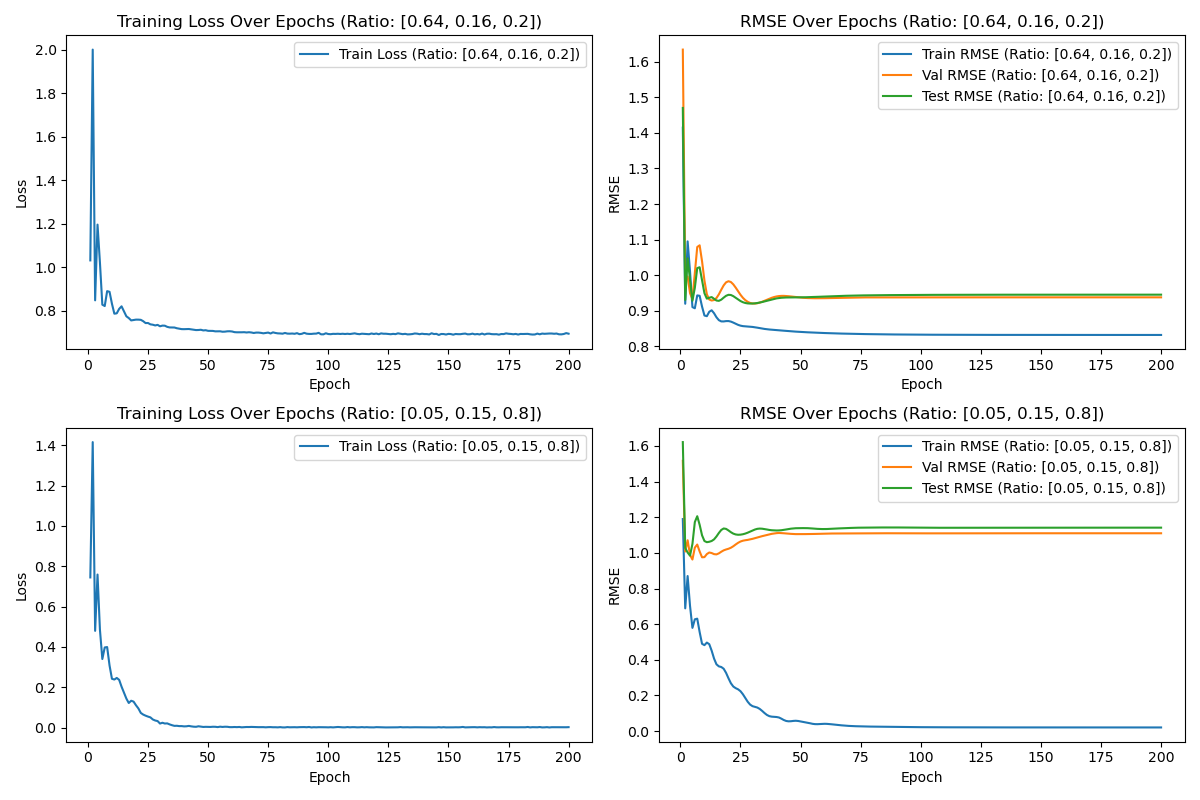 Training Loss Over Epochs (Ratio: [0.64, 0.16, 0.2])
Train Loss (Ratio: [0.64, 0.16, 0.2])
2.0
1.8
1.6
1.4
1.2
1.0
0.8
Loss
0 25 50 75 100 125 150 175 200
Epoch
RMSE Over Epochs (Ratio: [0.64, 0.16, 0.2])
Train RMSE (Ratio: [0.64, 0.16, 0.2])
Val RMSE (Ratio: [0.64, 0.16, 0.2])
Test RMSE (Ratio: [0.64, 0.16, 0.2])
1.6
1.5
1.4
1.3
1.2
1.1
1.0
0.9
0.8
RMSE
0 25 50 75 100 125 150 175 200
Epoch
Training Loss Over Epochs (Ratio: [0.05, 0.15, 0.8])
Train Loss (Ratio: [0.05, 0.15, 0.8])
1.4
1.2
1.0
0.8
0.6
0.4
0.2
0.0
Loss
0 25 50 75 100 125 150 175 200
Epoch
RMSE Over Epochs (Ratio: [0.05, 0.15, 0.8])
Train RMSE (Ratio: [0.05, 0.15, 0.8])
Val RMSE (Ratio: [0.05, 0.15, 0.8])
Test RMSE (Ratio: [0.05, 0.15, 0.8])
1.6
1.4
1.2
1.0
0.8
0.6
0.4
0.2
0.0
RMSE
0 25 50 75 100 125 150 175 200
Epoch